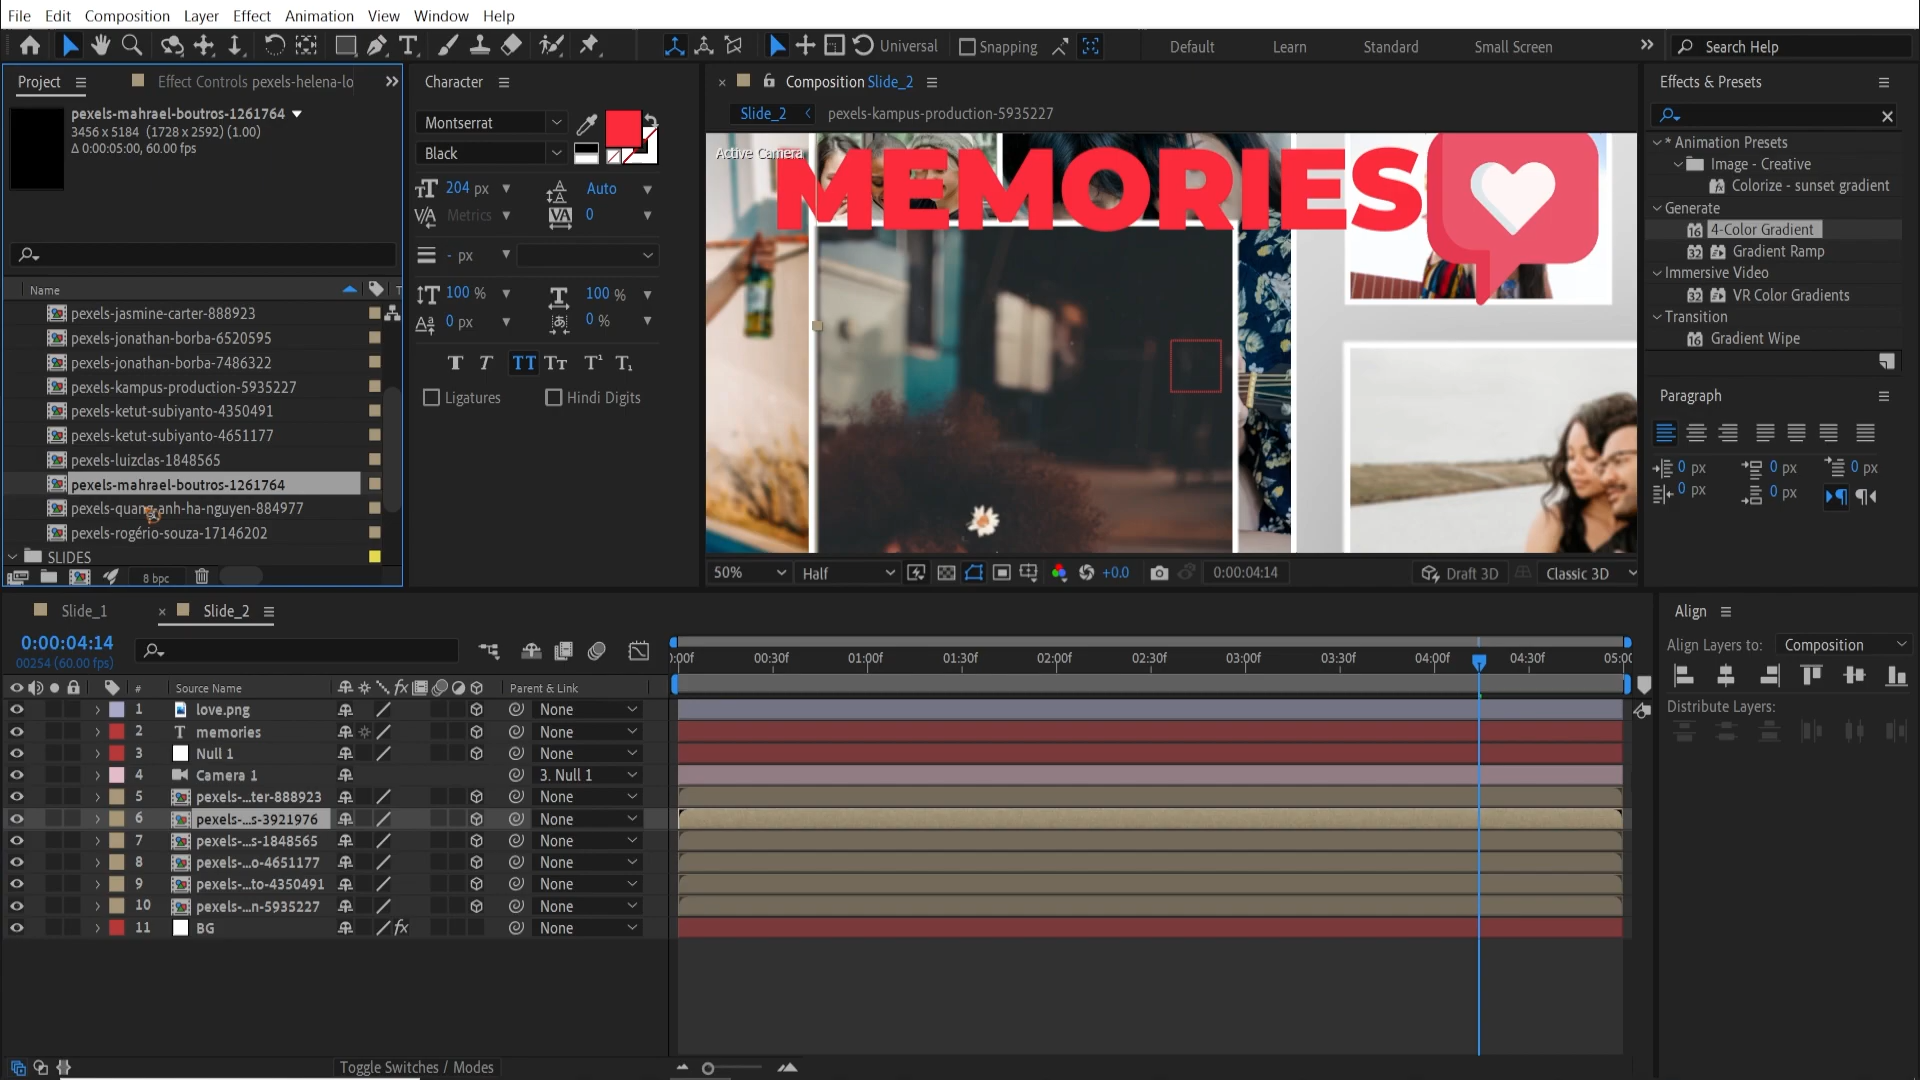 File Edit Composition Layer Effect Animation View Window Help
Universal Snapping Default Learn Standard Small Screen Search Help
Project Effect Controls pexels-helena-lo
pexels-mahrael-boutros-1261764
3456 x 5184 (1728 x 2592) (1.00)
Δ 0:00:05:00, 60.00 fps
Name
pexels-jasmine-carter-888923
pexels-jonathan-borba-6520595
pexels-jonathan-borba-7486322
pexels-kampus-production-5935227
pexels-ketut-subiyanto-4350491
pexels-ketut-subiyanto-4651177
pexels-luizclas-1848565
pexels-mahrael-boutros-1261764
pexels-quang-anh-ha-nguyen-884977
pexels-rogério-souza-17146202
SLIDES
8 bpc
Character
Montserrat
Black
204 px Auto
Metrics 0
- px
100 % 100 %
0 px 0 %
Ligatures Hindi Digits
Composition Slide_2
Slide_2 pexels-kampus-production-5935227
Active Camera
MEMORIES
50% Half +0.0 0:00:04:14 Draft 3D Classic 3D
Effects & Presets
* Animation Presets
Image - Creative
Colorize - sunset gradient
Generate
4-Color Gradient
Gradient Ramp
Immersive Video
VR Color Gradients
Transition
Gradient Wipe
Paragraph
0 px 0 px 0 px
0 px 0 px
Slide_1 Slide_2
0:00:04:14
00254 (60.00 fps)
:00f 00:30f 01:00f 01:30f 02:00f 02:30f 03:00f 03:30f 04:00f 04:30f 05:00
# Source Name Parent & Link
1 love.png None
2 memories None
3 Null 1 None
4 Camera 1 3. Null 1
5 pexels-...ter-888923 None
6 pexels-...s-3921976 None
7 pexels-...s-1848565 None
8 pexels-...o-4651177 None
9 pexels-...to-4350491 None
10 pexels-...n-5935227 None
11 BG None
Toggle Switches / Modes
Align
Align Layers to: Composition
Distribute Layers: